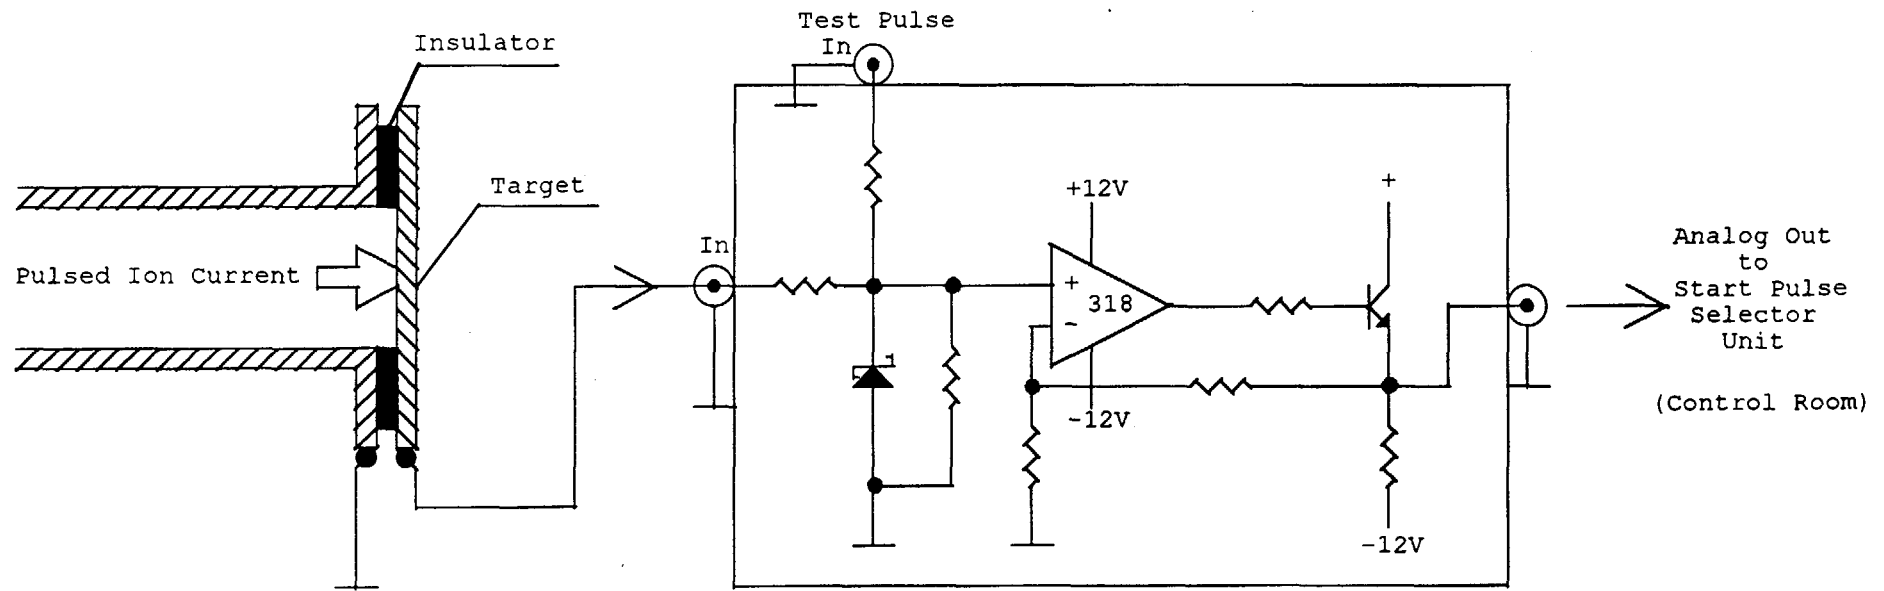 Test Pulse
In
Insulator
Target
Pulsed Ion Current
In
+12V
+
318
-
-12V
+
-12V
Analog Out
to
Start Pulse
Selector
Unit
(Control Room)